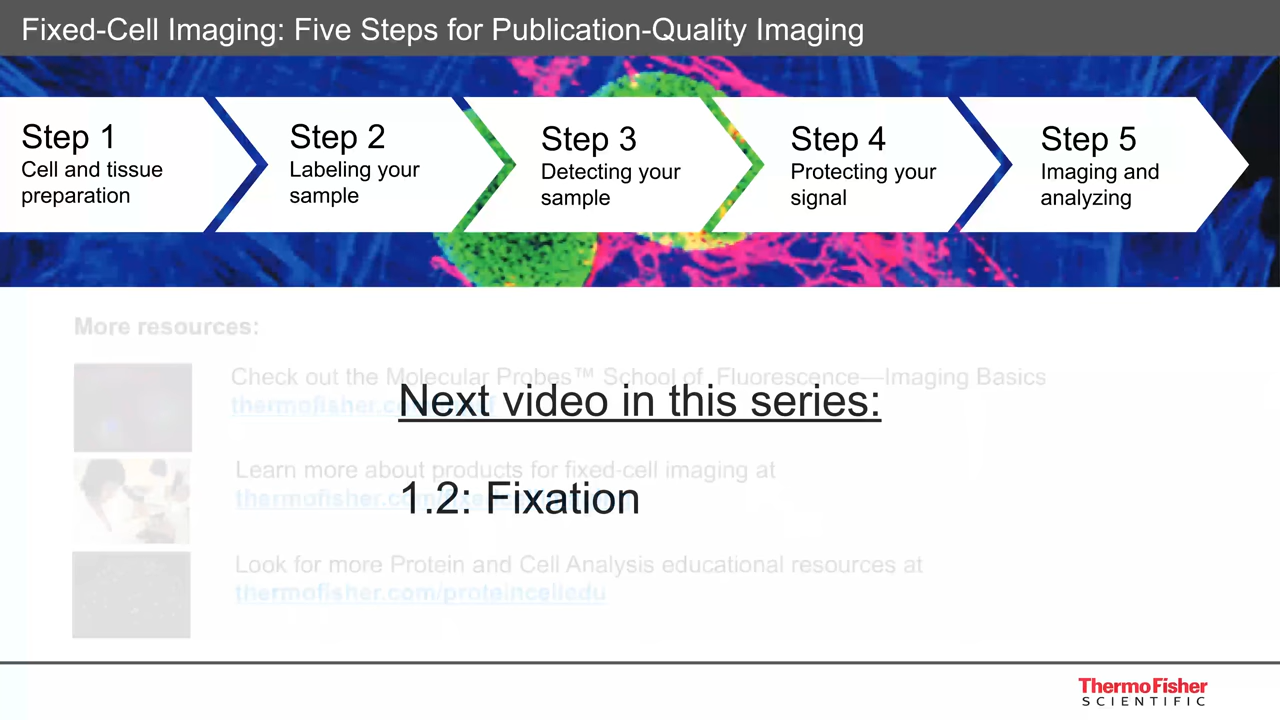 Fixed-Cell Imaging: Five Steps for Publication-Quality Imaging
Step 1
Cell and tissue
preparation
Step 2
Labeling your
sample
Step 3
Detecting your
sample
Step 4
Protecting your
signal
Step 5
Imaging and
analyzing
More resources:
Check out the Molecular Probes™ School of Fluorescence—Imaging Basics
Next video in this series:
Learn more about products for fixed-cell imaging at
1.2: Fixation
Look for more Protein and Cell Analysis educational resources at
thermofisher.com/proteincelledu
ThermoFisher
SCIENTIFIC